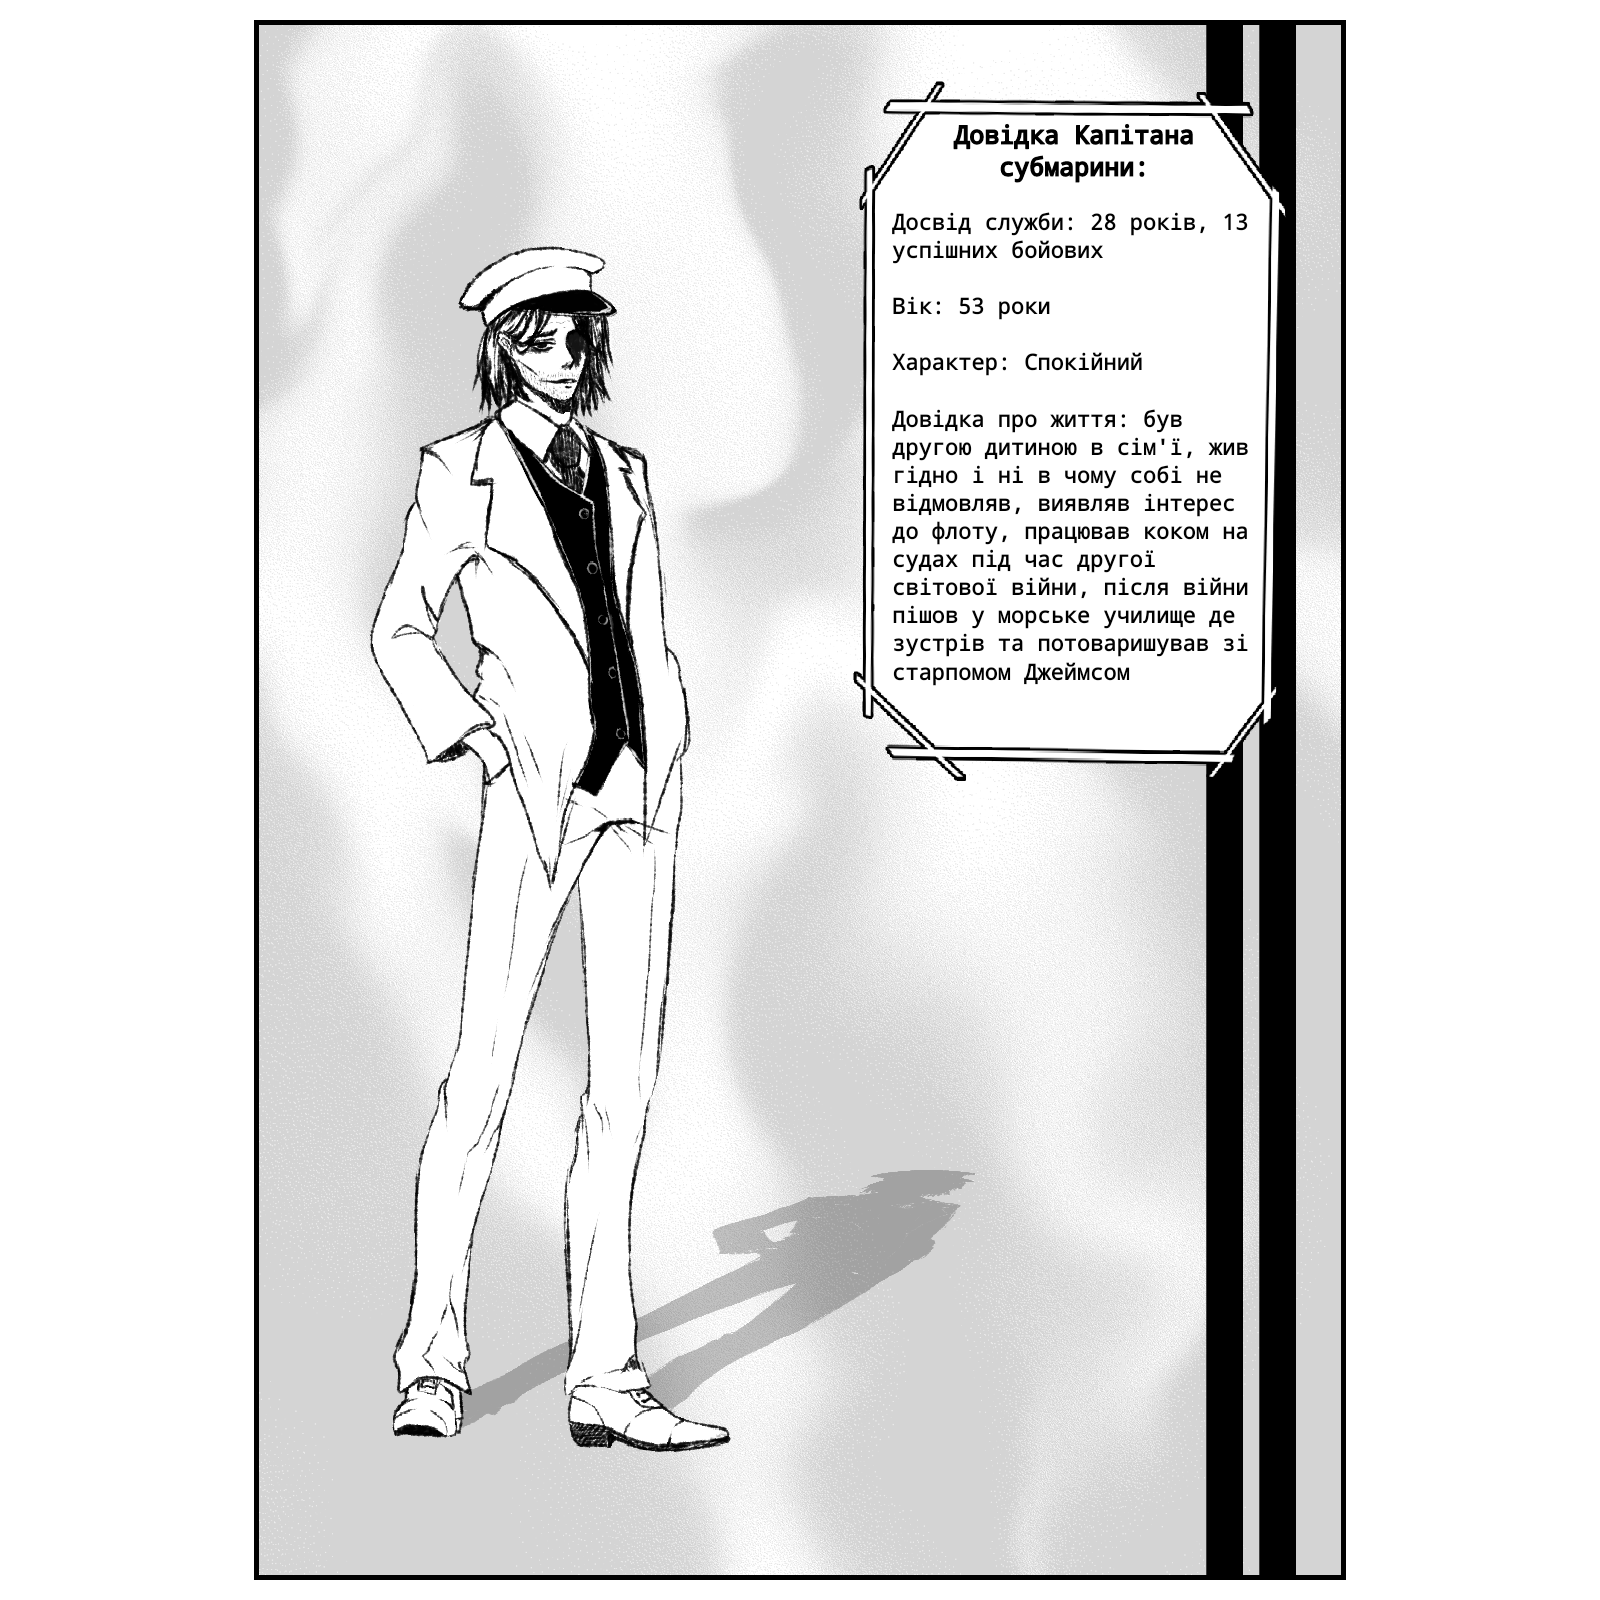 Довідка Капітана
субмарини:
Досвід служби: 28 років, 13
успішних бойових
Вік: 53 роки
Характер: Спокійний
Довідка про життя: був
другою дитиною в сім'ї, жив
гідно і ні в чому собі не
відмовляв, виявляв інтерес
до флоту, працював коком на
судах під час другої
світової війни, після війни
пішов у морське училище де
зустрів та потоваришував зі
старпомом Джеймсом